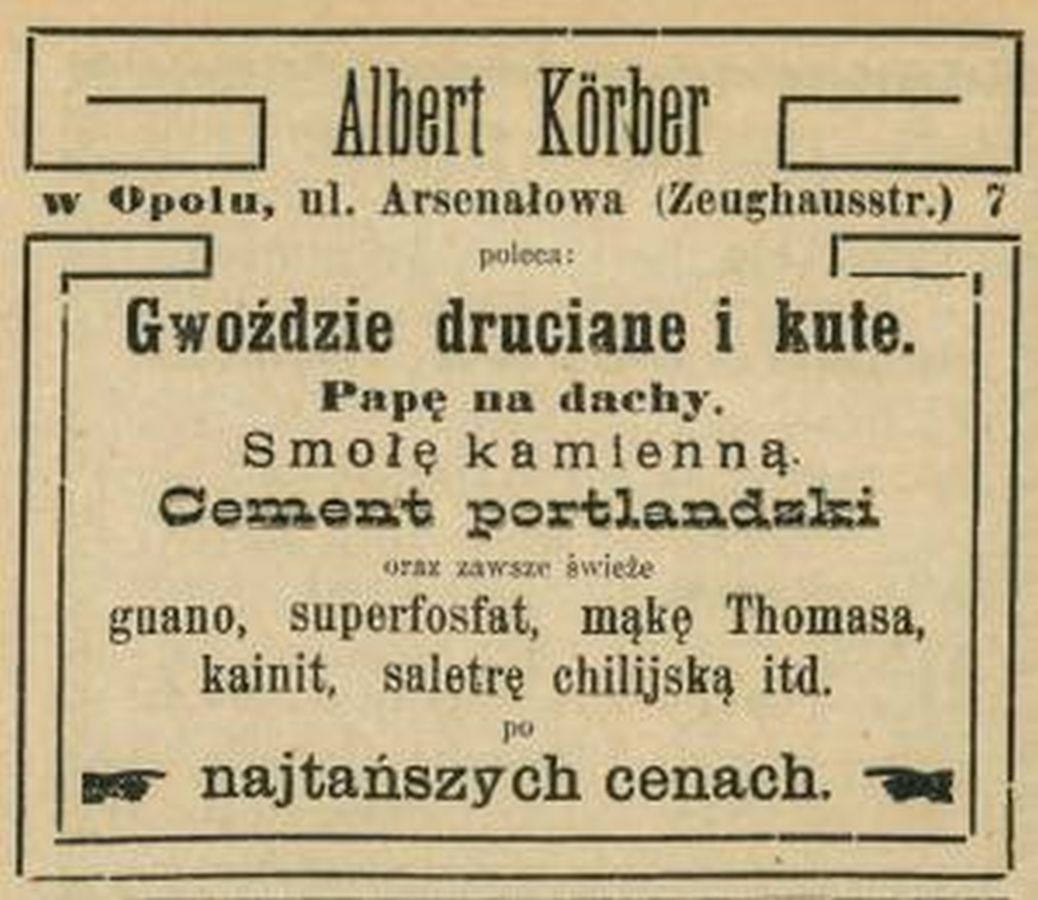 Albert Körber
w Opolu, ul. Arsenałowa (Zeughausstr.) 7
poleca:
Gwoździe druciane i kute.
Papę na dachy.
Smołę kamienną.
Cement portlandzki
oraz zawsze świeże
guano, superfosfat, mąkę Thomasa,
kainit, saletrę chilijską itd.
po
najtańszych cenach.